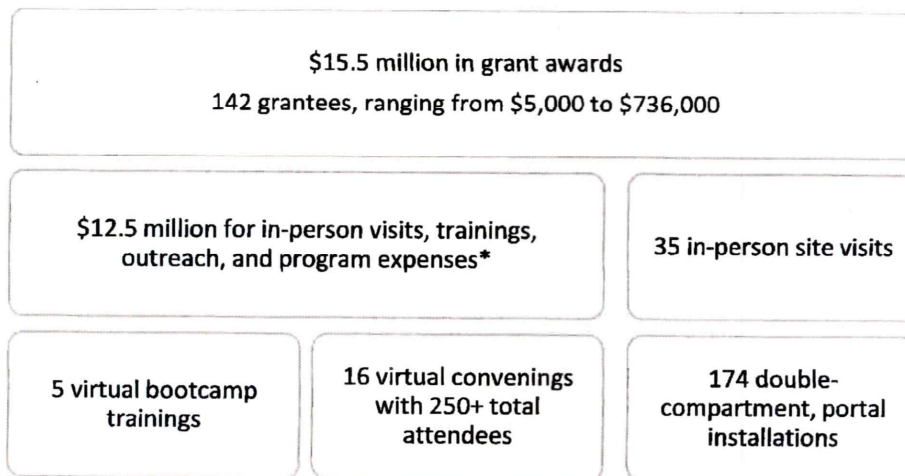 $15.5 million in grant awards
142 grantees, ranging from $5,000 to $736,000
$12.5 million for in-person visits, trainings,
outreach, and program expenses*
35 in-person site visits
5 virtual bootcamp
trainings
16 virtual convenings
with 250+ total
attendees
174 double-
compartment, portal
installations